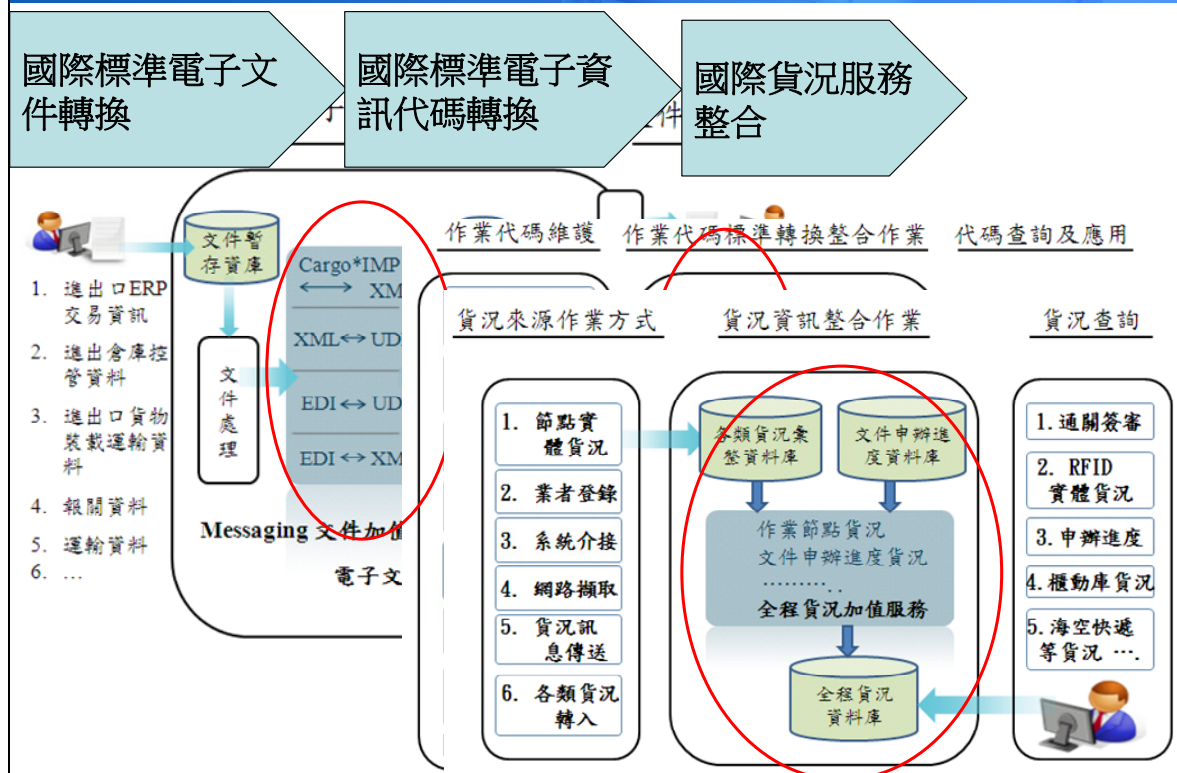 國際標準電子文
件轉換
國際標準電子資
訊代碼轉換
國際貨況服務
整合
子
件
文件暫
存資庫
1. 進出口ERP
交易資訊
2. 進出倉庫控
管資料
3. 進出口貨物
裝載運輸資
料
4. 報關資料
5. 運輸資料
6. …
文
件
處
理
Cargo*IMP
⟷ XM
XML↔UD
EDI↔UD
EDI↔XM
Messaging 文件加值
電子文
作業代碼維護
作業代碼標準轉換整合作業
代碼查詢及應用
貨況來源作業方式
貨況資訊整合作業
貨況查詢
1. 節點實
體貨況
2. 業者登錄
3. 系統介接
4. 網路擷取
5. 貨況訊
息傳送
6. 各類貨況
轉入
各類貨況彙
整資料庫
文件申辦進
度資料庫
作業節點貨況
文件申辦進度貨況
………..
全程貨況加值服務
全程貨況
資料庫
1.通關簽審
2. RFID
實體貨況
3.申辦進度
4.櫃動庫貨況
5.海空快遞
等貨況 ….